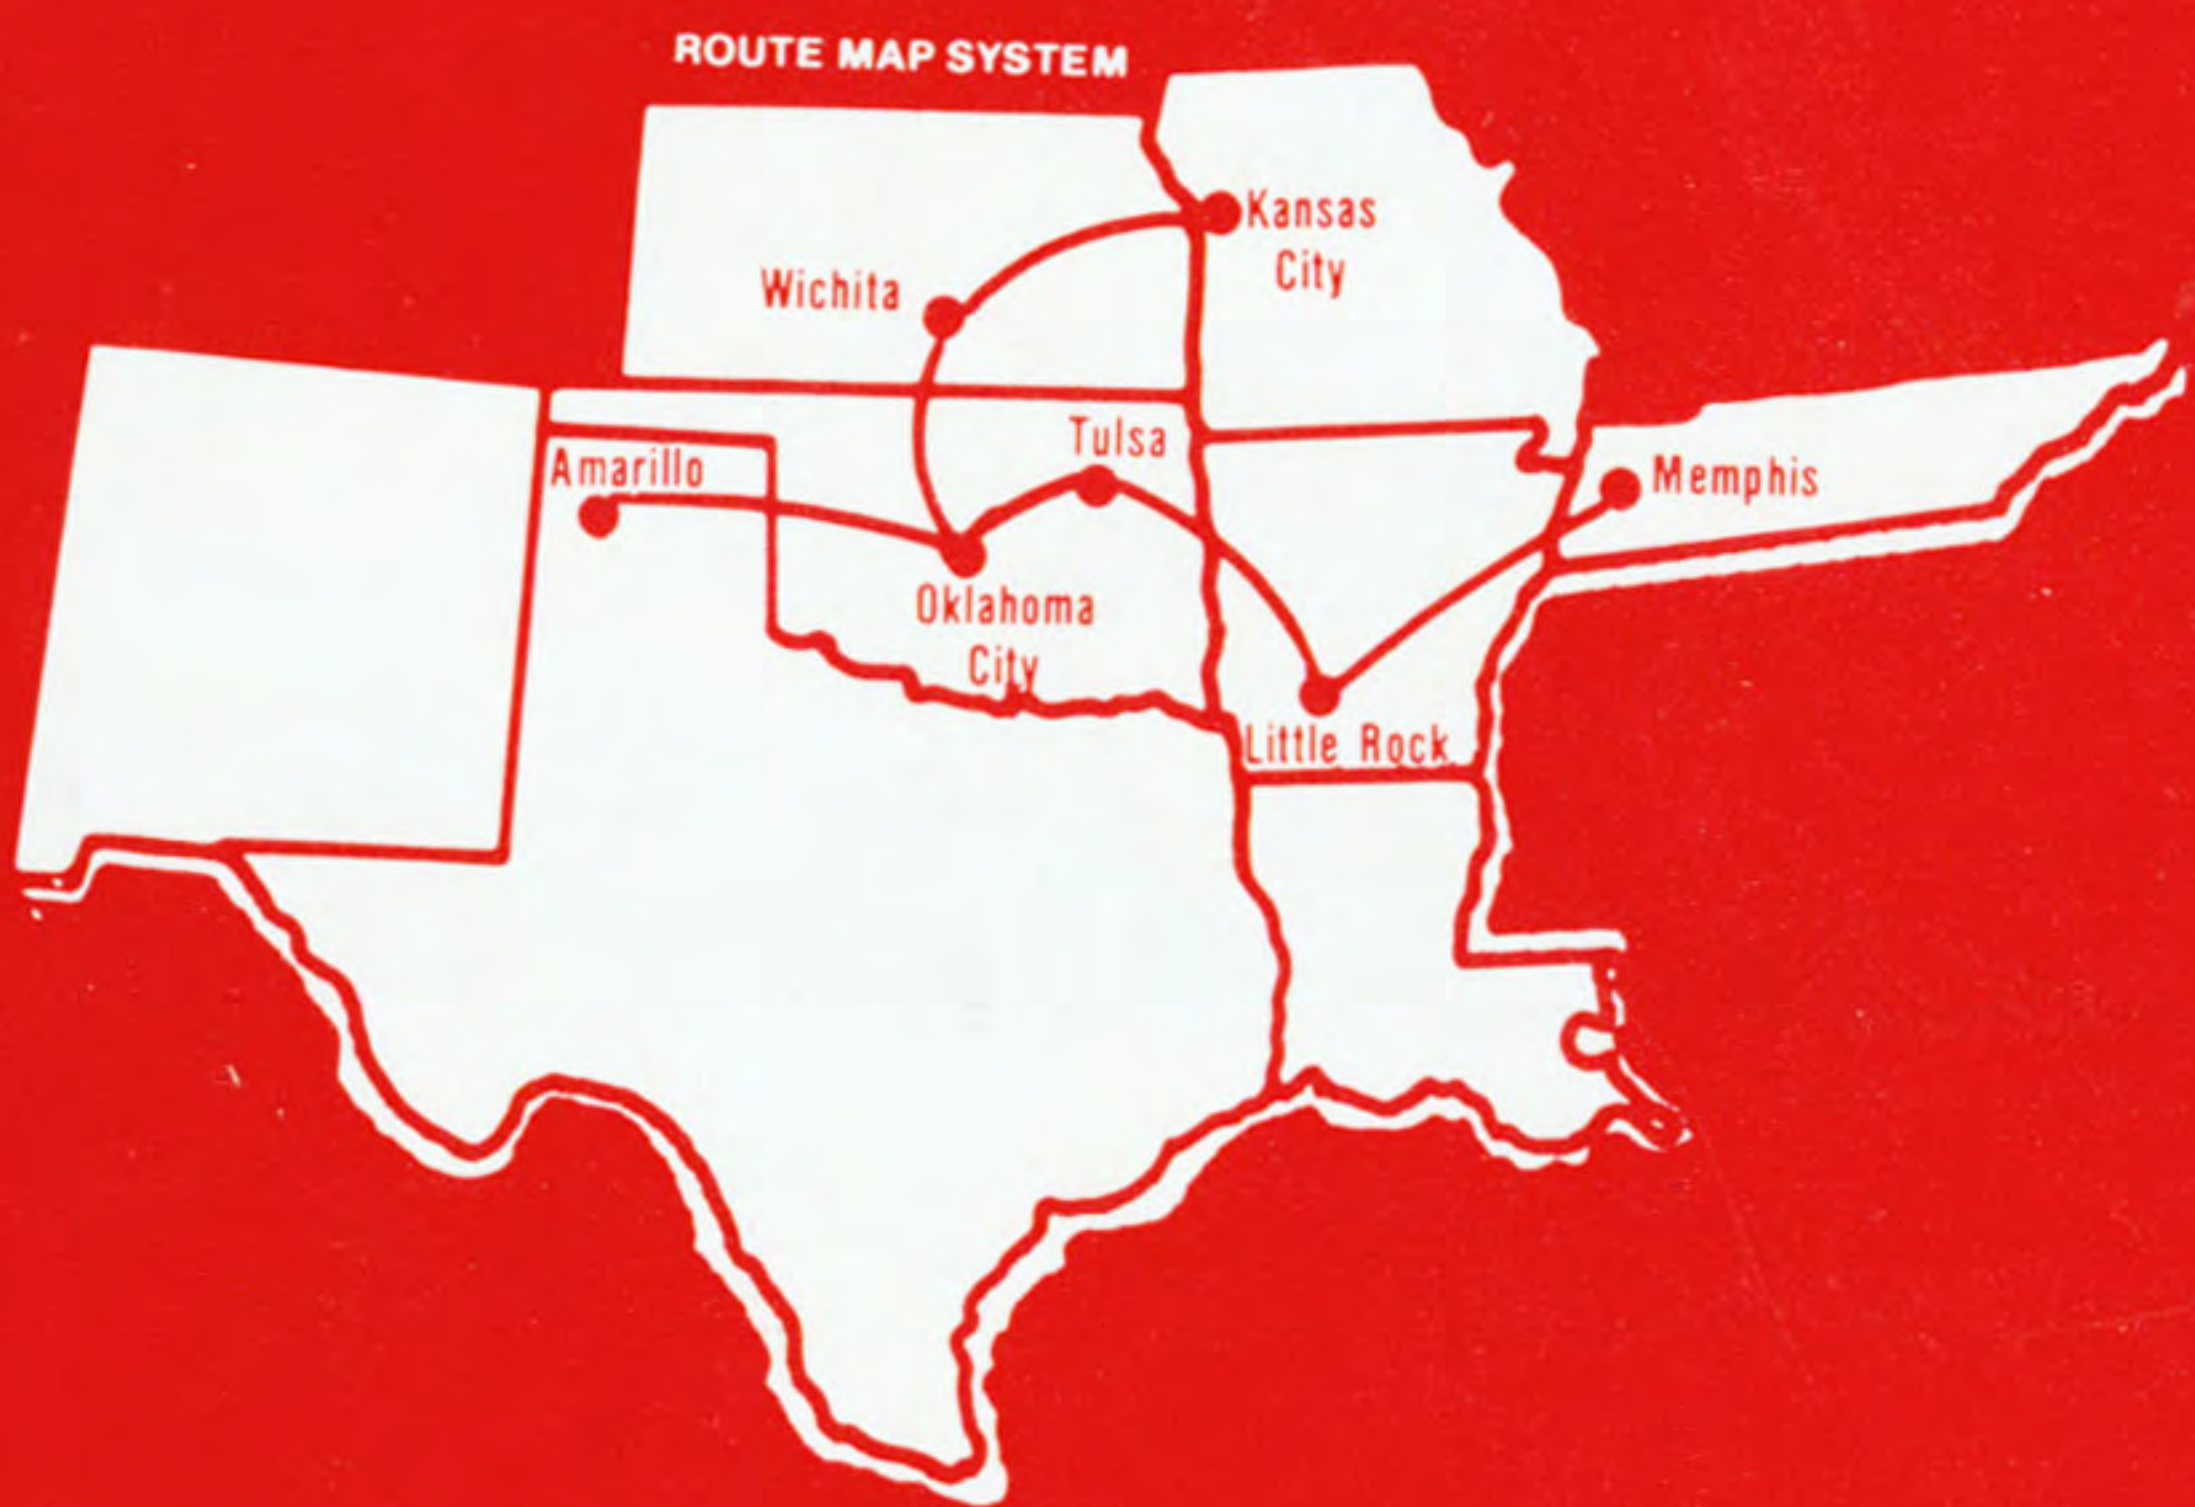 ROUTE MAP SYSTEM
Kansas
City
Wichita
Tulsa
Amarillo
Memphis
Oklahoma
City
Little Rock